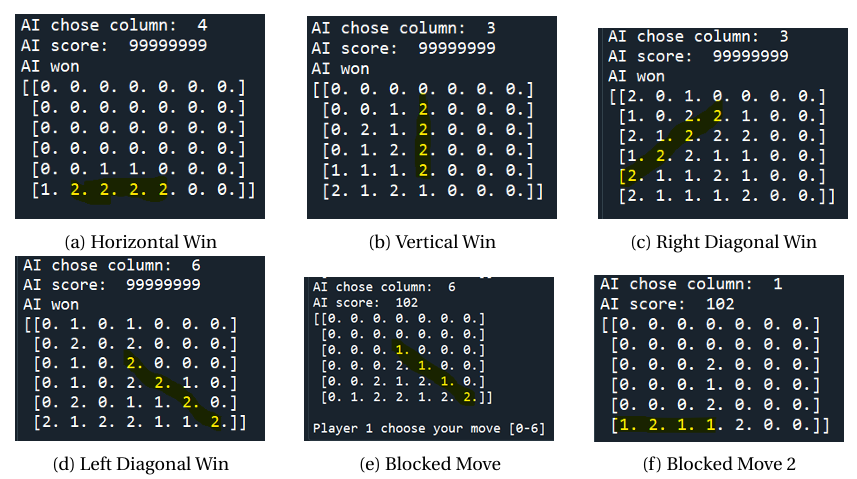 AI chose column:  4
AI score:  99999999
AI won
[[0. 0. 0. 0. 0. 0. 0.]
[0. 0. 0. 0. 0. 0. 0.]
[0. 0. 0. 0. 0. 0. 0.]
[0. 0. 0. 0. 0. 0. 0.]
[0. 0. 1. 1. 0. 0. 0.]
[1. 2. 2. 2. 2. 0. 0.]]
(a) Horizontal Win
AI chose column:  3
AI score:  99999999
AI won
[[0. 0. 0. 0. 0. 0. 0.]
[0. 0. 1. 2. 0. 0. 0.]
[0. 2. 1. 2. 0. 0. 0.]
[0. 1. 2. 2. 0. 0. 0.]
[1. 1. 1. 2. 0. 0. 0.]
[2. 1. 2. 1. 0. 0. 0.]]
(b) Vertical Win
AI chose column:  3
AI score:  99999999
AI won
[[2. 0. 1. 0. 0. 0. 0.]
[1. 0. 2. 2. 1. 0. 0.]
[2. 1. 2. 2. 2. 0. 0.]
[1. 2. 2. 1. 1. 0. 0.]
[2. 1. 1. 2. 1. 0. 0.]
[2. 1. 1. 1. 2. 0. 0.]]
(c) Right Diagonal Win
AI chose column:  6
AI score:  99999999
AI won
[[0. 1. 0. 1. 0. 0. 0.]
[0. 2. 0. 2. 0. 0. 0.]
[0. 1. 0. 2. 0. 0. 0.]
[0. 1. 0. 2. 2. 1. 0.]
[0. 2. 0. 1. 1. 2. 0.]
[2. 1. 2. 2. 1. 1. 2.]]
(d) Left Diagonal Win
AI chose column:  6
AI score:  102
[[0. 0. 0. 0. 0. 0. 0.]
[0. 0. 0. 0. 0. 0. 0.]
[0. 0. 0. 1. 0. 0. 0.]
[0. 0. 0. 2. 1. 0. 0.]
[0. 0. 2. 1. 2. 1. 0.]
[0. 1. 2. 2. 1. 2. 2.]]
Player 1 choose your move [0-6]
(e) Blocked Move
AI chose column:  1
AI score:  102
[[0. 0. 0. 0. 0. 0. 0.]
[0. 0. 0. 0. 0. 0. 0.]
[0. 0. 0. 2. 0. 0. 0.]
[0. 0. 0. 1. 0. 0. 0.]
[0. 0. 0. 2. 0. 0. 0.]
[1. 2. 1. 1. 2. 0. 0.]]
(f) Blocked Move 2